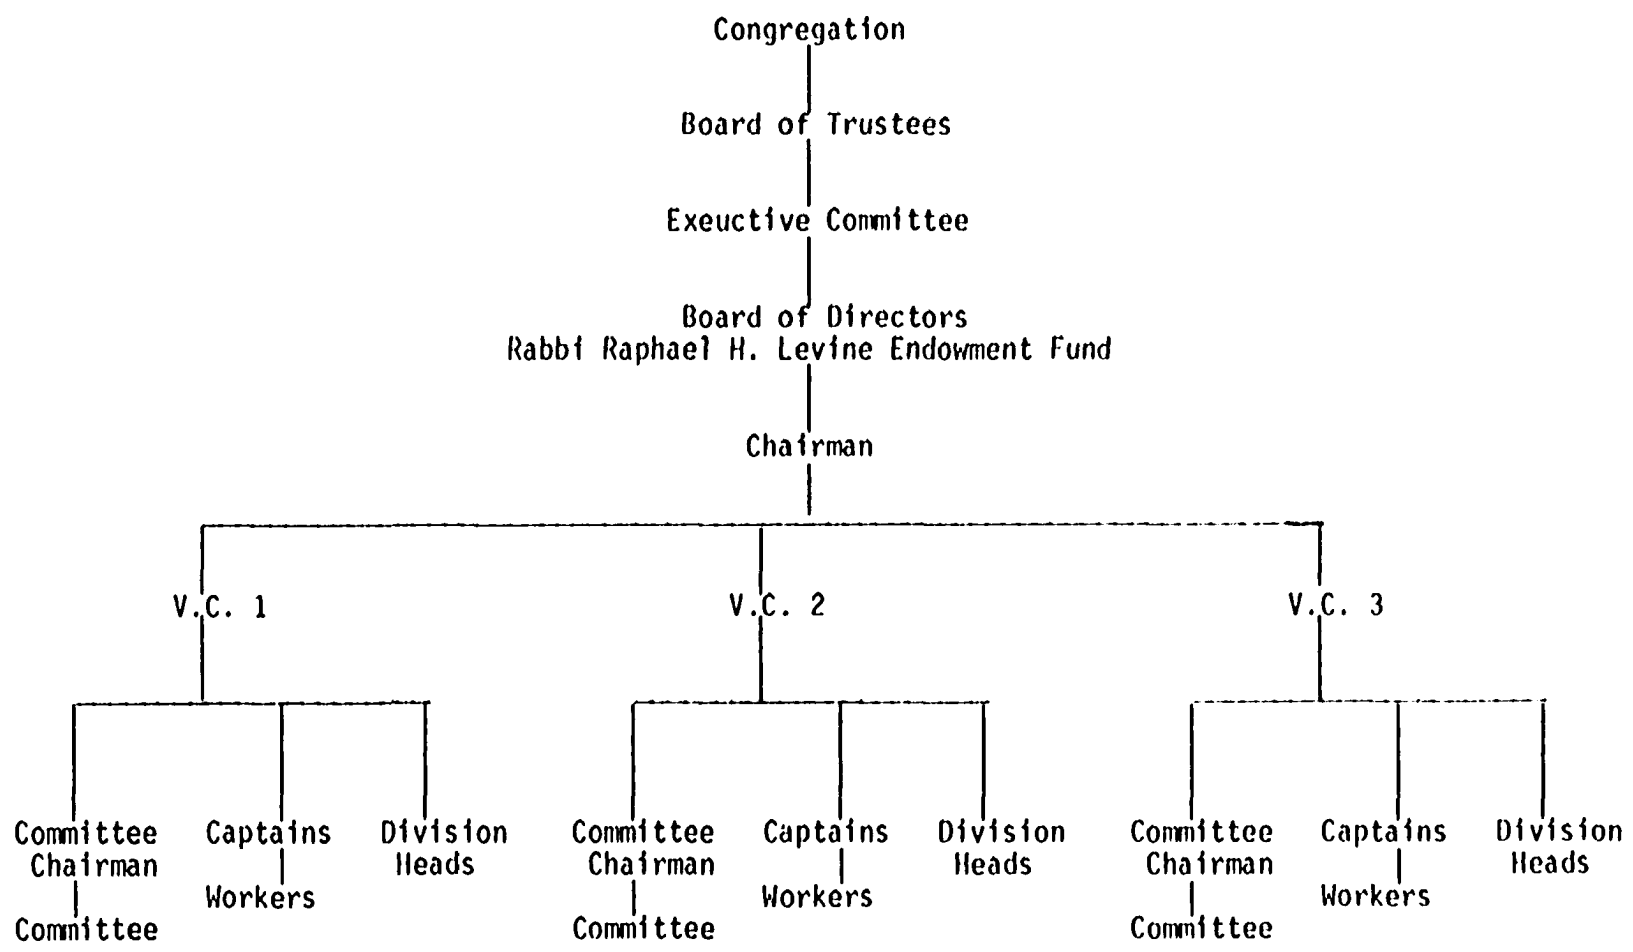 Congregation
Board of Trustees
Exeuctive Committee
Board of Directors
Rabbi Raphael H. Levine Endowment Fund
Chairman
V.C. 1 V.C. 2 V.C. 3
Committee Captains Division Committee Captains Division Committee Captains Division
Chairman Heads Chairman Heads Chairman Heads
Workers Workers Workers
Committee Committee Committee